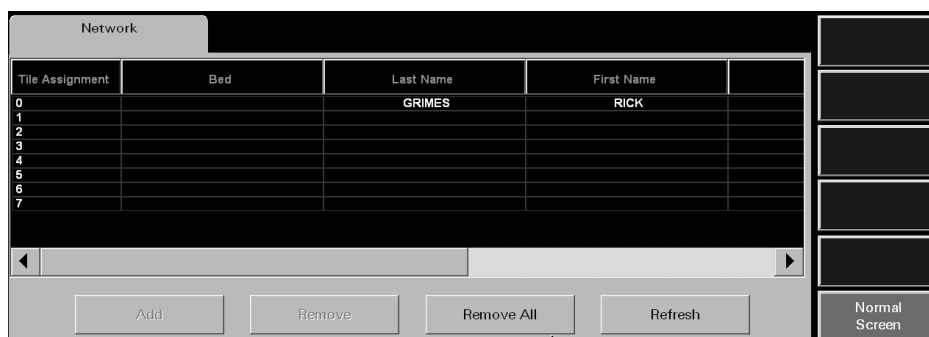 Network
Tile Assignment Bed Last Name First Name
0 GRIMES RICK
1
2
3
4
5
6
7
Add Remove Remove All Refresh
Normal
Screen